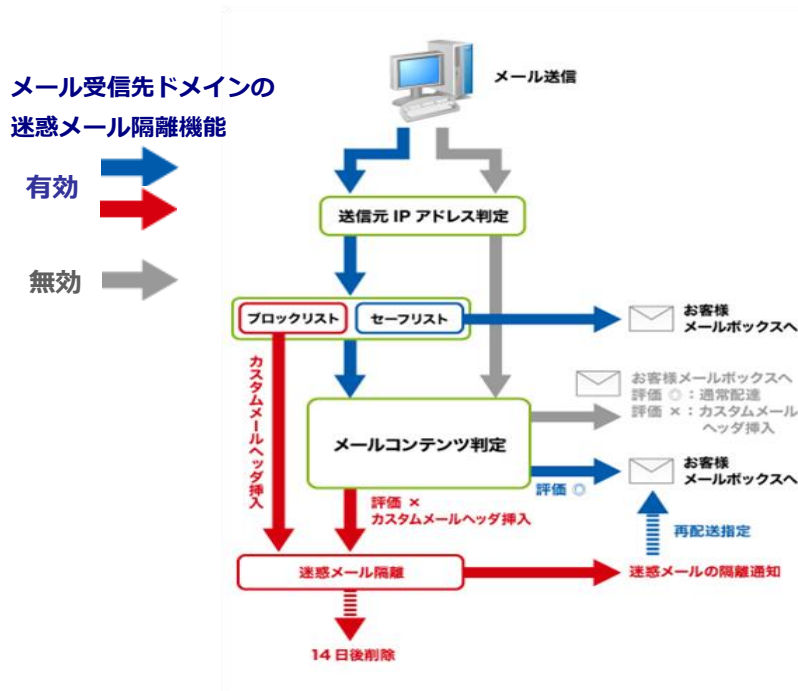 メール受信先ドメインの
迷惑メール隔離機能
有効
無効
メール送信
送信元 IP アドレス判定
ブロックリスト
セーフリスト
お客様
メールボックスへ
カスタムメールヘッダ挿入
お客様メールボックスへ
評価 ◎：通常配達
評価 ×：カスタムメール
ヘッダ挿入
メールコンテンツ判定
評価 ◎
お客様
メールボックスへ
評価 ×
カスタムメールヘッダ挿入
再配送指定
迷惑メール隔離
迷惑メールの隔離通知
14 日後削除